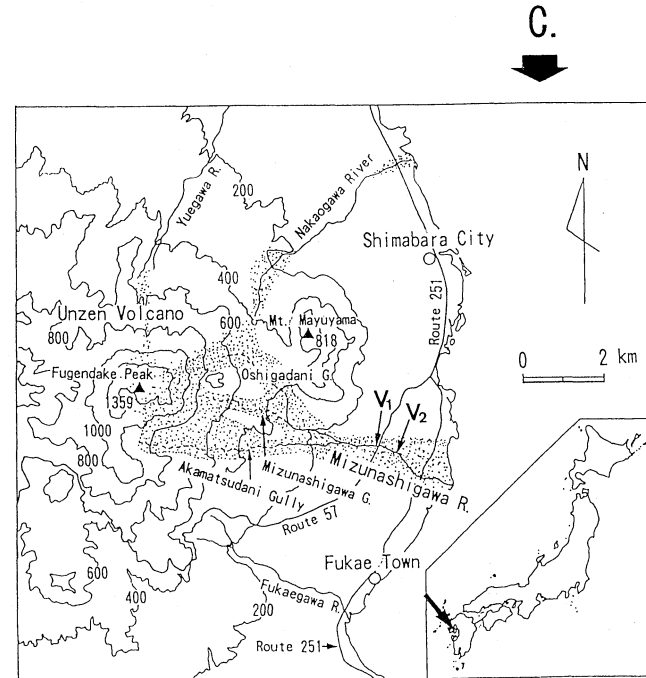 C.
N
200
Yuegawa R.
Nakaogawa River
Shimabara City
400
Route 251
Unzen Volcano
600
Mt. Mayuyama
818
800
Fugendake Peak
Oshigadani G.
0 2 km
1359
V1 V2
1000
800
Mizunashigawa R.
Mizunashigawa G.
Akamatsudani Gully
Route 57
Fukae Town
600
400
Fukaegawa R.
200
Route 251